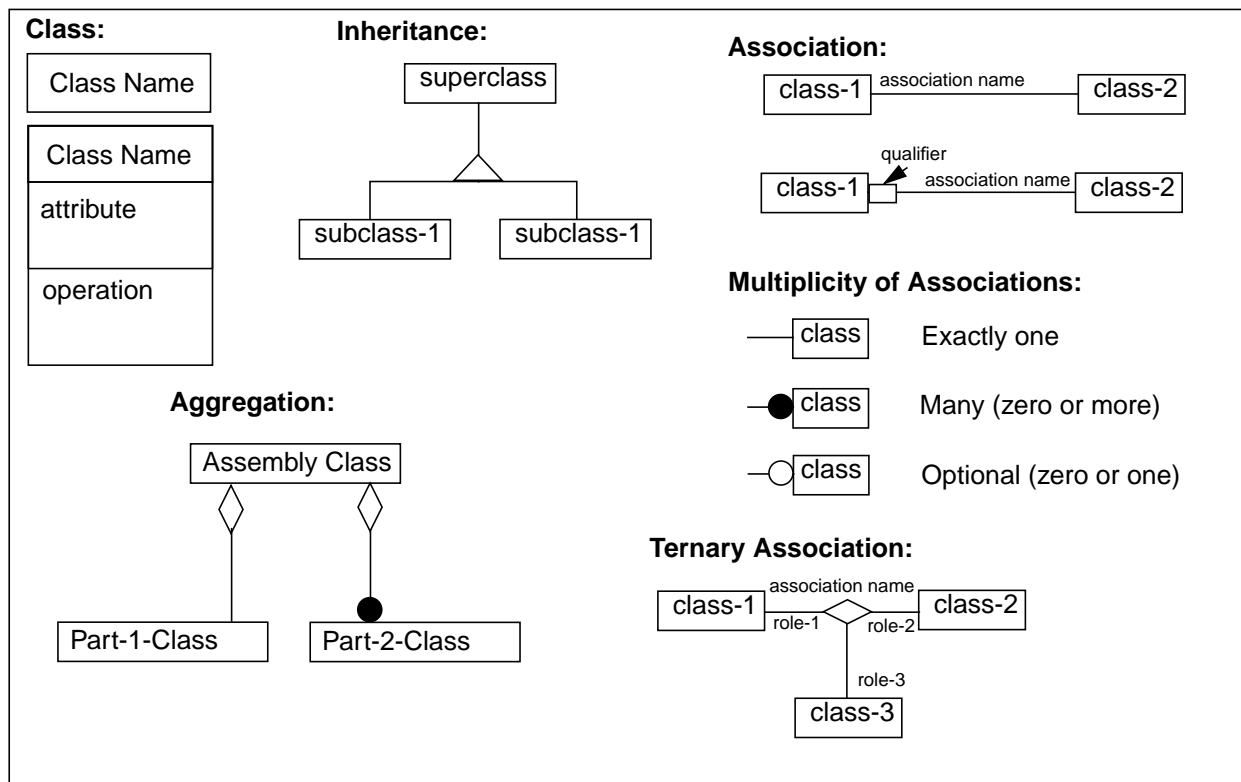 Class:
Class Name
Class Name
attribute
operation
Inheritance:
superclass
subclass-1
subclass-1
Aggregation:
Assembly Class
Part-1-Class
Part-2-Class
Association:
class-1
association name
class-2
qualifier
class-1
association name
class-2
Multiplicity of Associations:
class
Exactly one
class
Many (zero or more)
class
Optional (zero or one)
Ternary Association:
association name
class-1
class-2
role-1
role-2
role-3
class-3